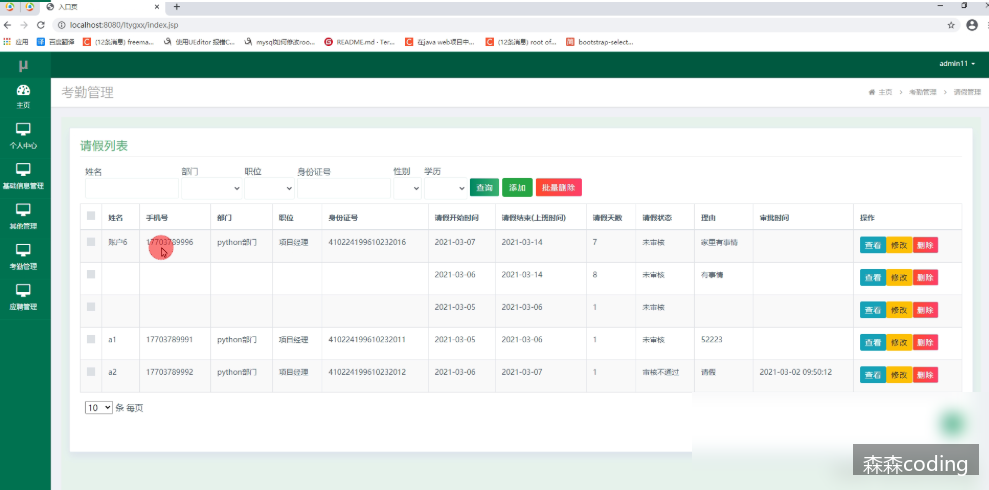 入口页
localhost:8080/ltygxx/index.jsp
应用 百度翻译 (12条消息) freema... 使用UEditor 报错C... mysql如何修改roo... README.md · Ter... 在java web项目中... (12条消息) root of... bootstrap-select...
μ admin11
考勤管理 主页 > 考勤管理 > 请假管理
主页
个人中心
基础信息管理
其他管理
考勤管理
应聘管理
请假列表
姓名 部门 职位 身份证号 性别 学历
查询 添加 批量删除
姓名 手机号 部门 职位 身份证号 请假开始时间 请假结束(上班时间) 请假天数 请假状态 理由 审批时间 操作
账户6 17703789996 python部门 项目经理 410224199610232016 2021-03-07 2021-03-14 7 未审核 家里有事情 查看 修改 删除
2021-03-06 2021-03-14 8 未审核 有事情 查看 修改 删除
2021-03-05 2021-03-06 1 未审核 查看 修改 删除
a1 17703789991 python部门 项目经理 410224199610232011 2021-03-05 2021-03-06 1 未审核 52223 查看 修改 删除
a2 17703789992 python部门 项目经理 410224199610232012 2021-03-06 2021-03-07 1 审核不通过 请假 2021-03-02 09:50:12 查看 修改 删除
10 条 每页
森森coding